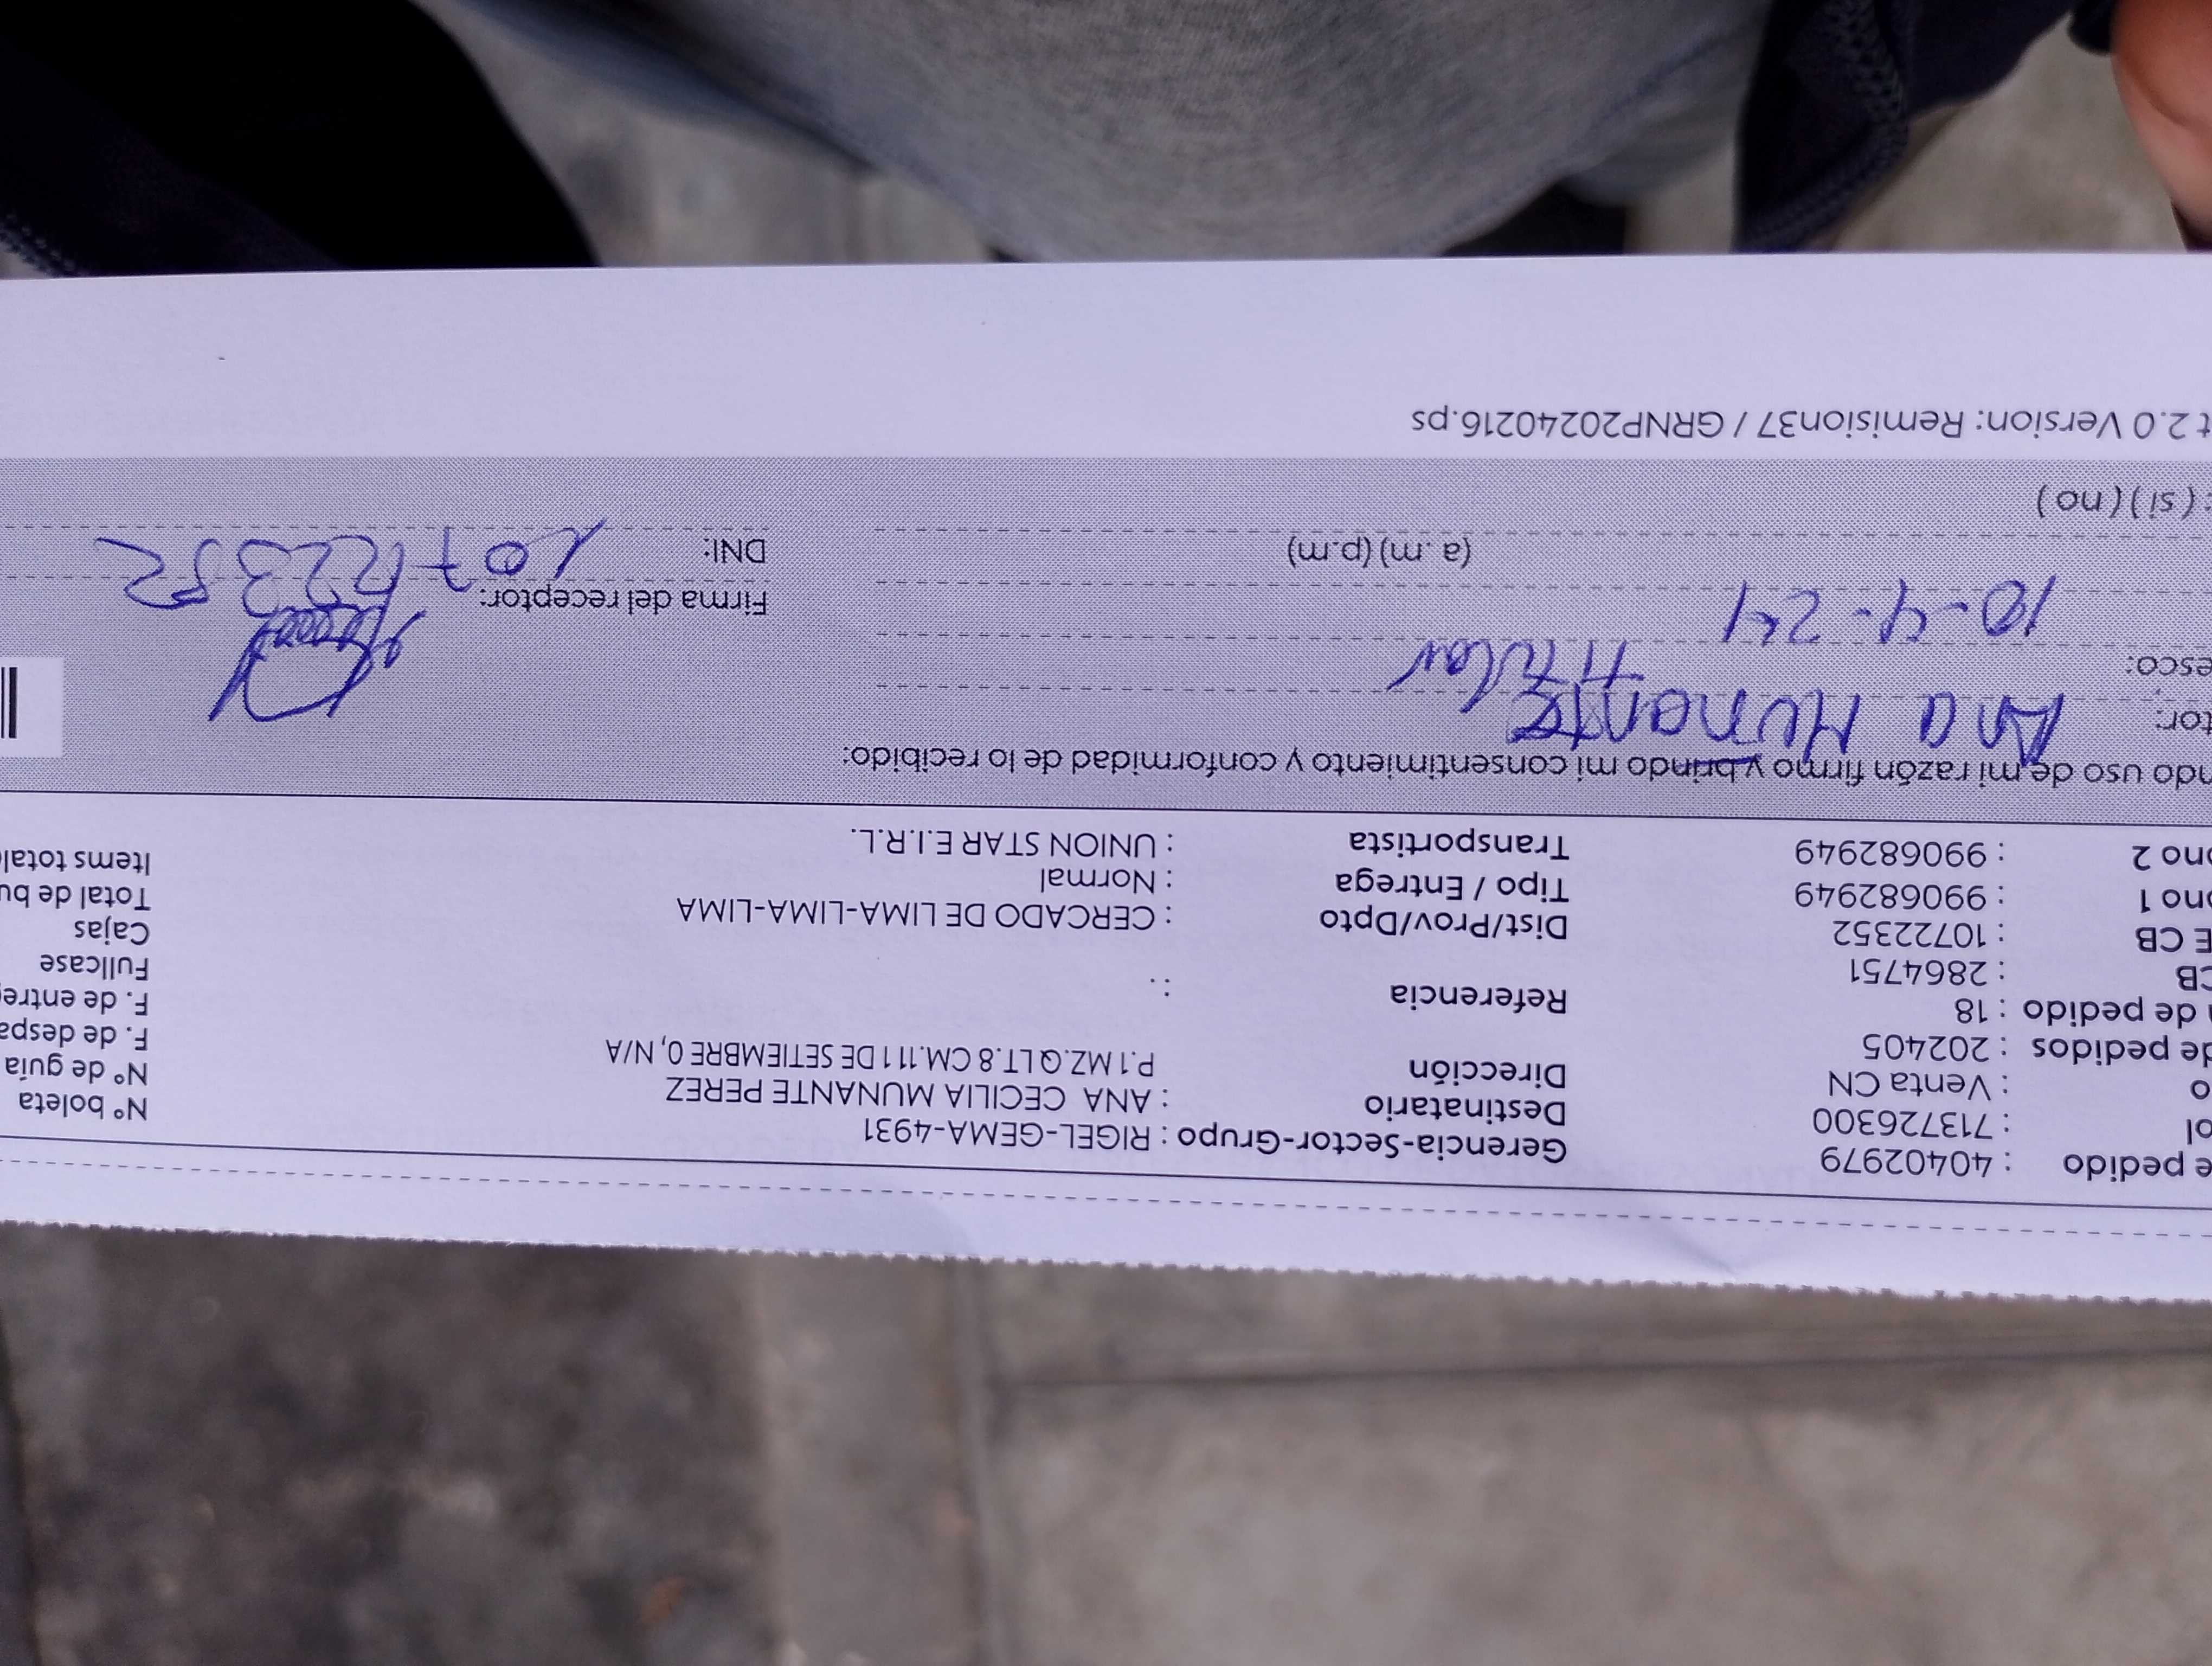 e pedido : 40402979 Gerencia-Sector-Grupo : RIGEL-GEMA-4931 N° boleta
ol : 713726300 Destinatario : ANA CECILIA MUNANTE PEREZ N° de guía
o : Venta CN Dirección P.1 MZ.Q LT.8 CM.11 1 DE SETIEMBRE 0, N/A F. de despa
de pedidos : 202405 F. de entre
de pedido : 18 Referencia : . Fullcase
CB : 2864751 Dist/Prov/Dpto : CERCADO DE LIMA-LIMA-LIMA Cajas
E CB : 10722352 Tipo / Entrega : Normal Total de bu
ono 1 : 990682949 Transportista : UNION STAR E.I.R.L. Items total
ono 2 : 990682949
ndo uso de mi razón firmo y brindo mi consentimiento y conformidad de lo recibido:
tor: Ana Munante
esco: titular
10-4-24 Firma del receptor:
(a.m) (p.m) DNI: 10722352
: (si) (no)
t 2.0 Version: Remision37 / GRNP20240216.ps